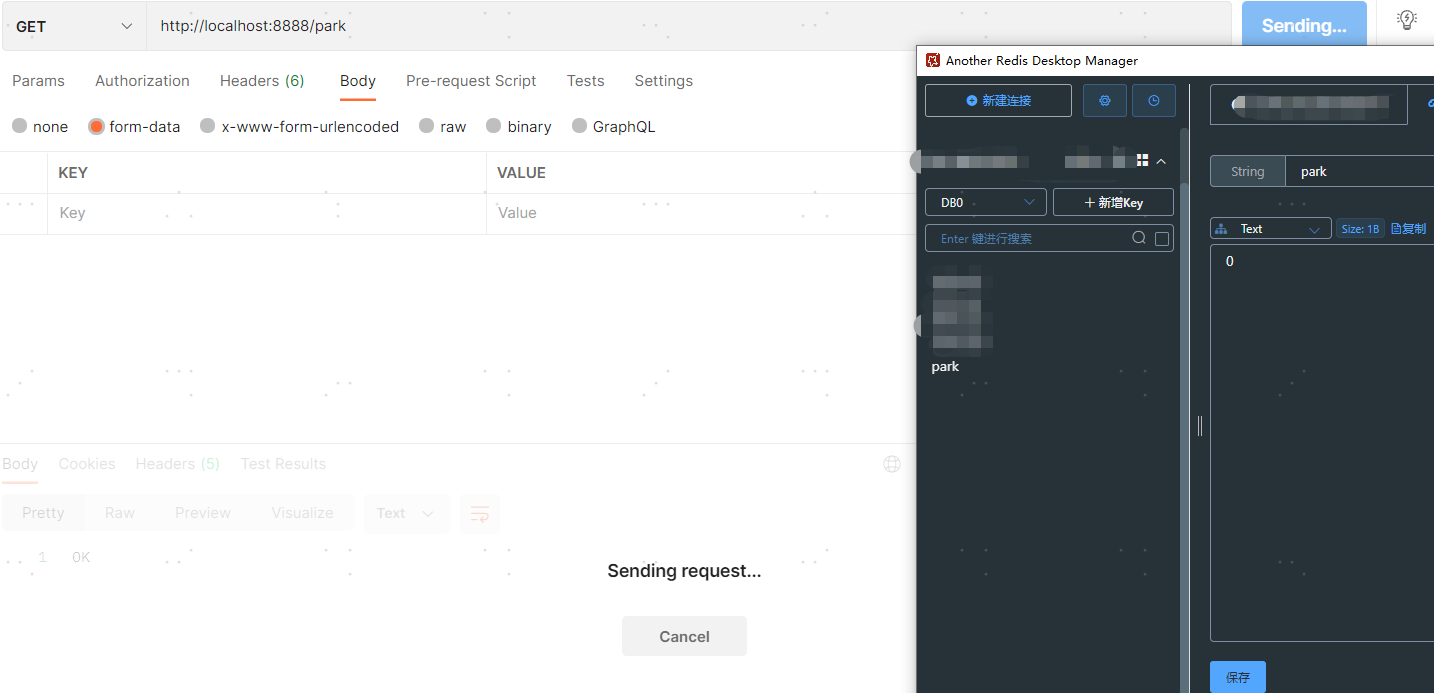 GET http://localhost:8888/park Sending...
Params Authorization Headers (6) Body Pre-request Script Tests Settings
none form-data x-www-form-urlencoded raw binary GraphQL
KEY VALUE
Key Value
Body Cookies Headers (5) Test Results
Pretty Raw Preview Visualize Text
1 OK
Sending request...
Cancel
Another Redis Desktop Manager
新建连接
DB0 新增Key
Enter 键进行搜索
park
String park
Text Size: 1B 复制
0
保存